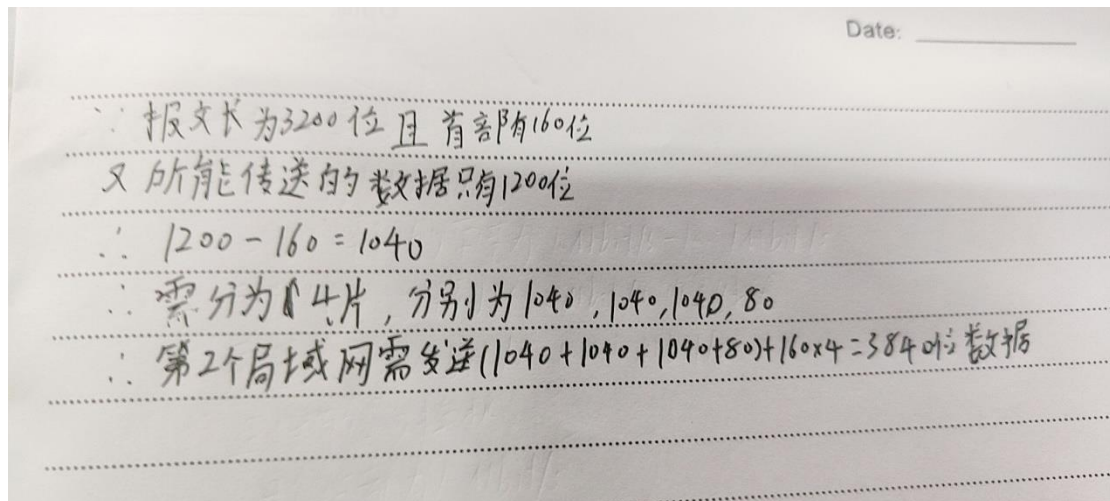 Date:
∵ 报文长为3200位且首部有160位
又所能传送的数据只有1200位
∴ 1200-160=1040
∴ 需分为4片，分别为1040,1040,1040,80
∴ 第2个局域网需发送(1040+1040+1040+80)+160×4=3840位数据